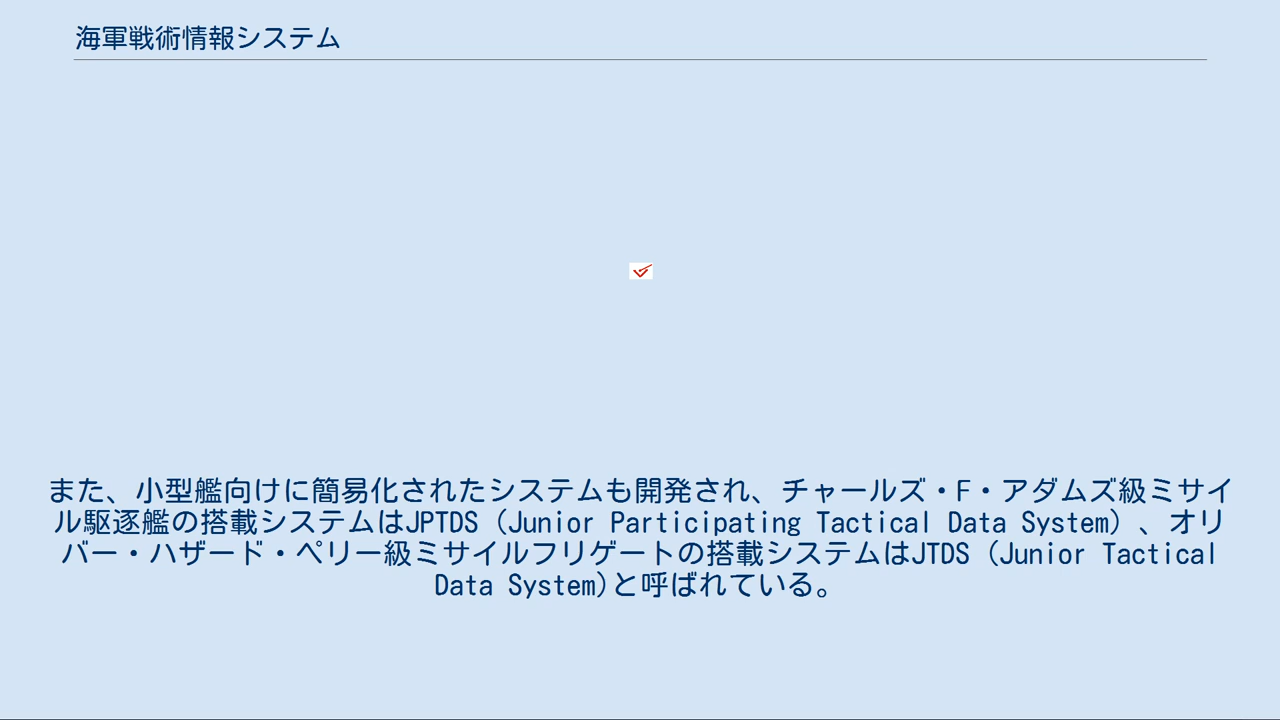 海軍戦術情報システム
また、小型艦向けに簡易化されたシステムも開発され、チャールズ・F・アダムズ級ミサイ
ル駆逐艦の搭載システムはJPTDS（Junior Participating Tactical Data System）、オリ
バー・ハザード・ペリー級ミサイルフリゲートの搭載システムはJTDS（Junior Tactical
Data System)と呼ばれている。